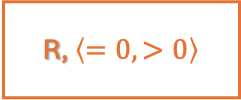 R, ⟨= 0, > 0⟩